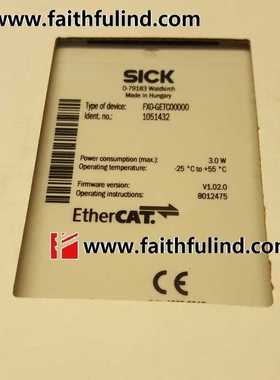 www.faithfulind.com
SICK
D-79183 Waldkirch
Made in Hungary
Type of device: FX0-GETC00000
Ident. no.: 1051432
Power consumption (max.): 3.0 W
Operating temperature: -25 °C to +55 °C
Firmware version: V1.02.0
Operating instructions: 8012475
EtherCAT.
www.faithfulind.com
CE